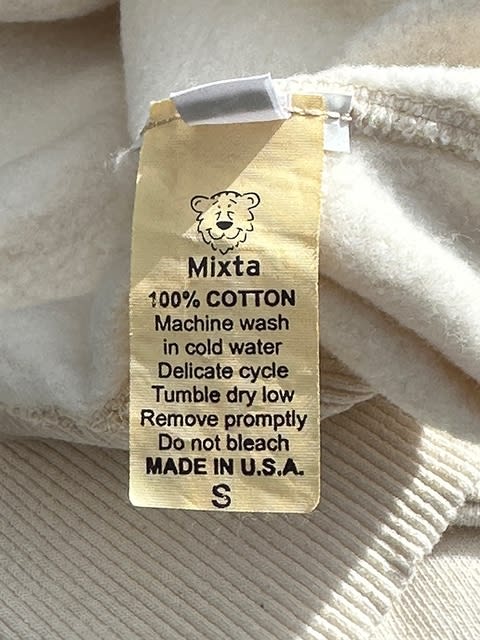 Mixta
100% COTTON
Machine wash
in cold water
Delicate cycle
Tumble dry low
Remove promptly
Do not bleach
MADE IN U.S.A.
S